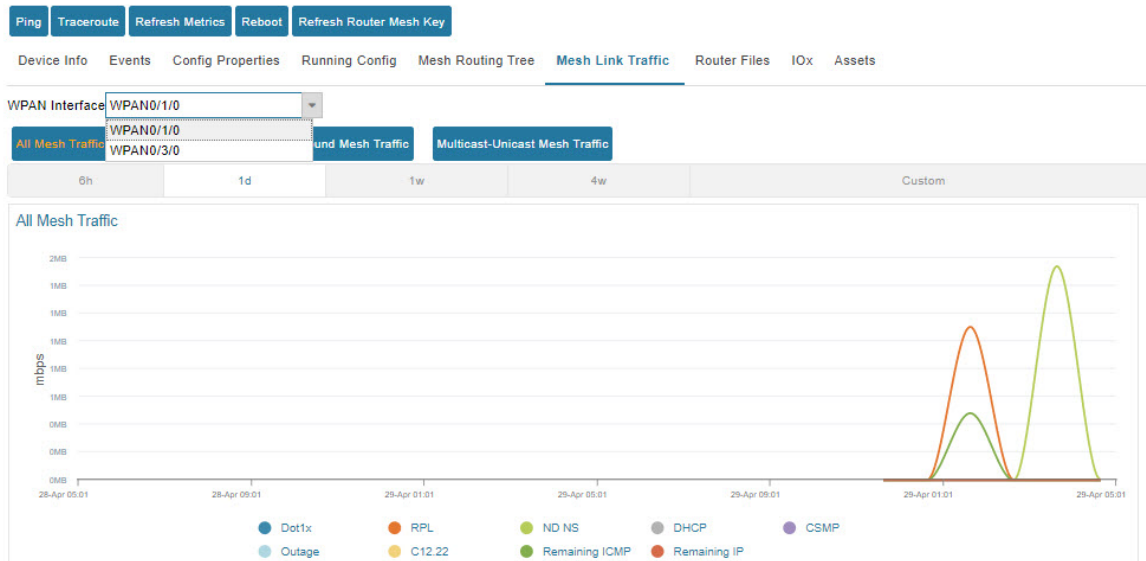 Ping Traceroute Refresh Metrics Reboot Refresh Router Mesh Key
Device Info Events Config Properties Running Config Mesh Routing Tree Mesh Link Traffic Router Files IOx Assets
WPAN Interface WPAN0/1/0
WPAN0/1/0
WPAN0/3/0
All Mesh Traffic und Mesh Traffic Multicast-Unicast Mesh Traffic
6h 1d 1w 4w Custom
All Mesh Traffic
2MB
1MB
1MB
1MB
1MB
1MB
0MB
0MB
0MB
mbps
28-Apr 05:01 28-Apr 09:01 29-Apr 01:01 29-Apr 05:01 29-Apr 09:01 29-Apr 01:01 29-Apr 05:01
Dot1x RPL ND NS DHCP CSMP
Outage C12.22 Remaining ICMP Remaining IP